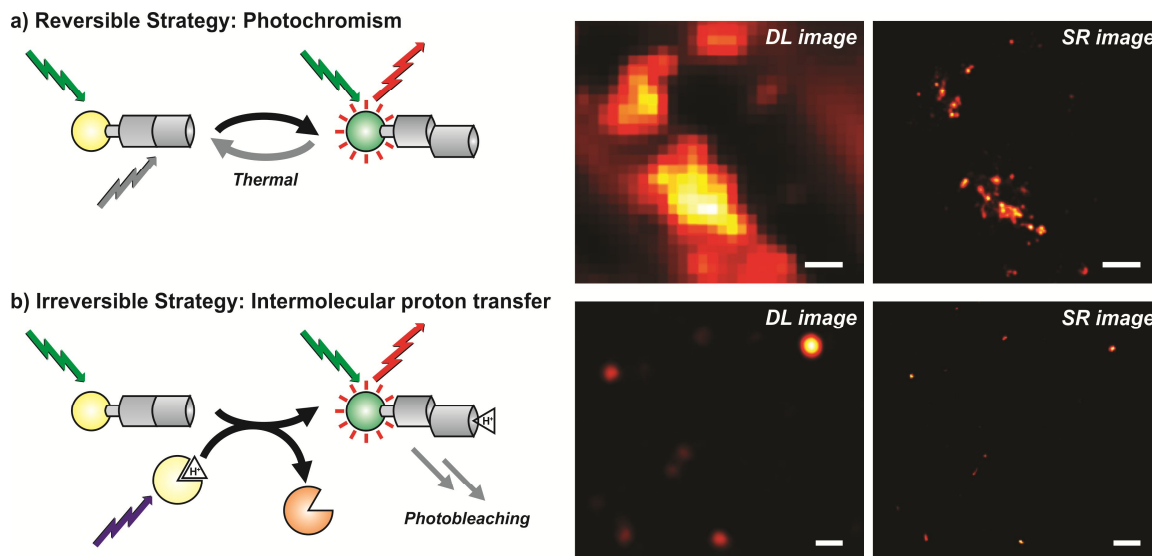 a) Reversible Strategy: Photochromism
DL image
SR image
Thermal
b) Irreversible Strategy: Intermolecular proton transfer
DL image
SR image
H⁺
H⁺
Photobleaching